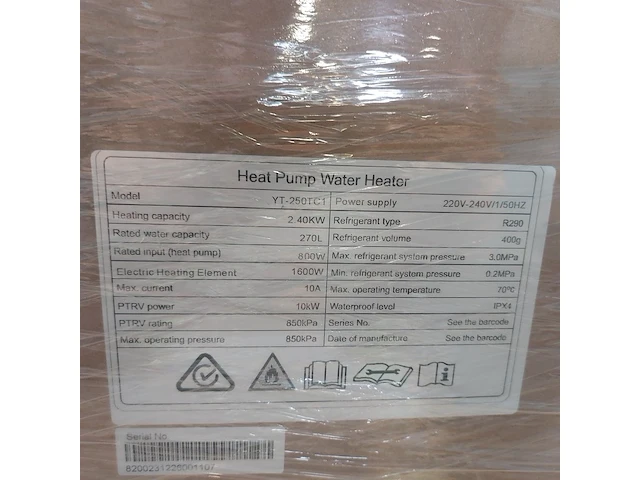 Heat Pump Water Heater
Model YT-250TC1 Power supply 220V-240V/1/50HZ
Heating capacity 2.40KW Refrigerant type R290
Rated water capacity 270L Refrigerant volume 400g
Rated input (heat pump) 800W Max. refrigerant system pressure 3.0MPa
Electric Heating Element 1600W Min. refrigerant system pressure 0.2MPa
Max. current 10A Max. operating temperature 70ºC
PTRV power 10kW Waterproof level IPX4
PTRV rating 850kPa Series No. See the barcode
Max. operating pressure 850kPa Date of manufacture See the barcode
Serial No.
8200231225001107